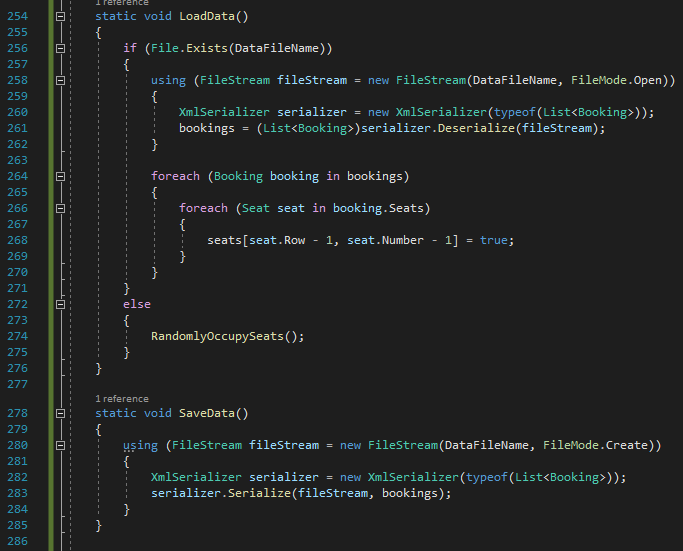 1 reference
254 static void LoadData()
255 {
256 if (File.Exists(DataFileName))
257 {
258 using (FileStream fileStream = new FileStream(DataFileName, FileMode.Open))
259 {
260 XmlSerializer serializer = new XmlSerializer(typeof(List<Booking>));
261 bookings = (List<Booking>)serializer.Deserialize(fileStream);
262 }
263
264 foreach (Booking booking in bookings)
265 {
266 foreach (Seat seat in booking.Seats)
267 {
268 seats[seat.Row - 1, seat.Number - 1] = true;
269 }
270 }
271 }
272 else
273 {
274 RandomlyOccupySeats();
275 }
276 }
277
1 reference
278 static void SaveData()
279 {
280 using (FileStream fileStream = new FileStream(DataFileName, FileMode.Create))
281 {
282 XmlSerializer serializer = new XmlSerializer(typeof(List<Booking>));
283 serializer.Serialize(fileStream, bookings);
284 }
285 }
286